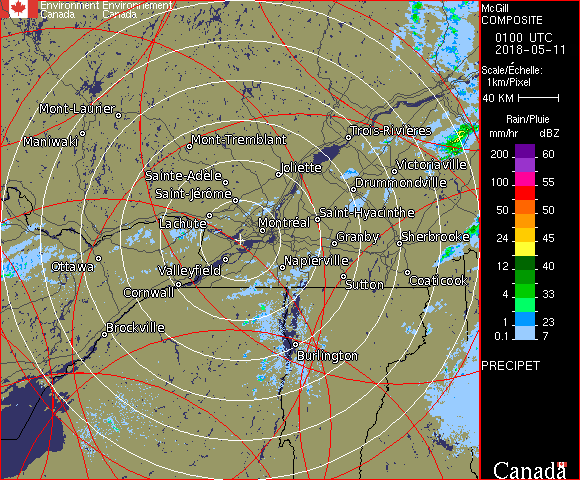 Environment Environnement
Canada Canada
McGill
COMPOSITE
0100 UTC
2018-05-11
Scale/Échelle:
1km/Pixel
40 KM
Rain/Pluie
mm/hr dBZ
200 60
100 55
50 50
24 45
12 40
4 33
1 23
0.1 7
PRECIPET
Canada
Mont-Laurier
Maniwaki
Mont-Tremblant
Trois-Rivières
Sainte-Adèle
Joliette
Victoriaville
Saint-Jérôme
Drummondville
Lachute
Montréal
Saint-Hyacinthe
Granby
Sherbrooke
Ottawa
Valleyfield
Napierville
Cornwall
Sutton
Coaticook
Brockville
Burlington